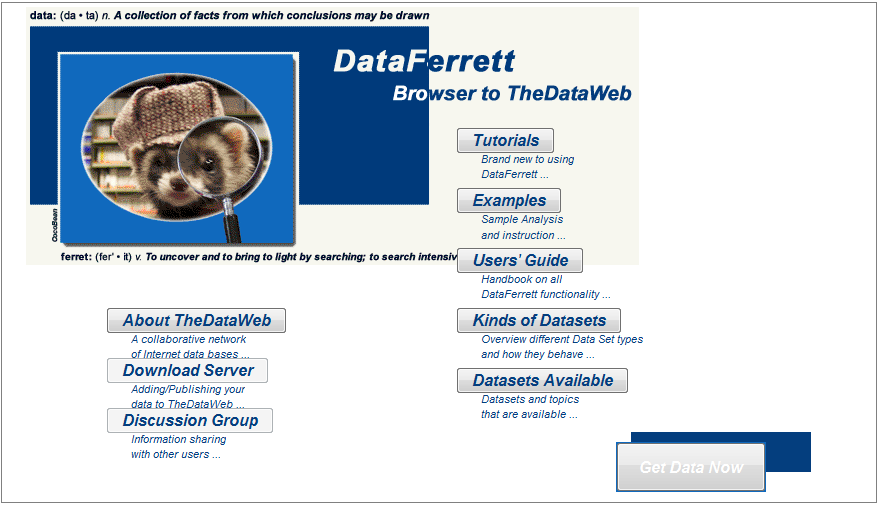 data: (da • ta) n. A collection of facts from which conclusions may be drawn
DataFerrett
Browser to TheDataWeb
CocoBean
ferret: (fer' • it) v. To uncover and to bring to light by searching; to search intensiv
Tutorials
Brand new to using
DataFerrett ...
Examples
Sample Analysis
and instruction ...
Users' Guide
Handbook on all
DataFerrett functionality ...
Kinds of Datasets
Overview different Data Set types
and how they behave ...
Datasets Available
Datasets and topics
that are available ...
About TheDataWeb
A collaborative network
of Internet data bases ...
Download Server
Adding/Publishing your
data to TheDataWeb ...
Discussion Group
Information sharing
with other users ...
Get Data Now